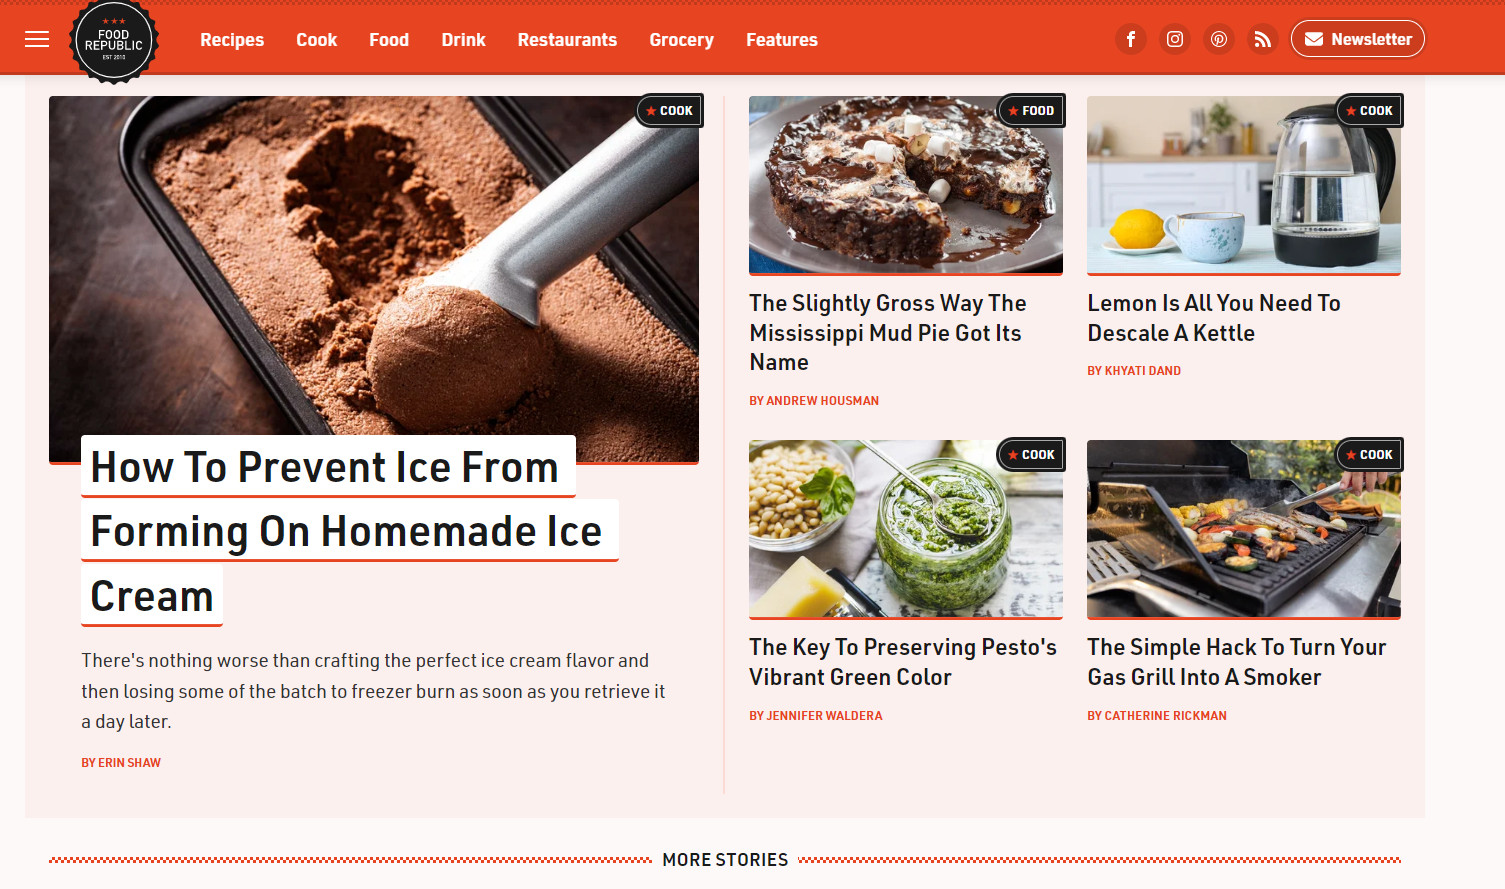 FOOD
REPUBLIC
EST 2010
Recipes Cook Food Drink Restaurants Grocery Features
Newsletter
COOK
How To Prevent Ice From
Forming On Homemade Ice
Cream
There's nothing worse than crafting the perfect ice cream flavor and
then losing some of the batch to freezer burn as soon as you retrieve it
a day later.
BY ERIN SHAW
FOOD
The Slightly Gross Way The
Mississippi Mud Pie Got Its
Name
BY ANDREW HOUSMAN
COOK
Lemon Is All You Need To
Descale A Kettle
BY KHYATI DAND
COOK
The Key To Preserving Pesto's
Vibrant Green Color
BY JENNIFER WALDERA
COOK
The Simple Hack To Turn Your
Gas Grill Into A Smoker
BY CATHERINE RICKMAN
MORE STORIES